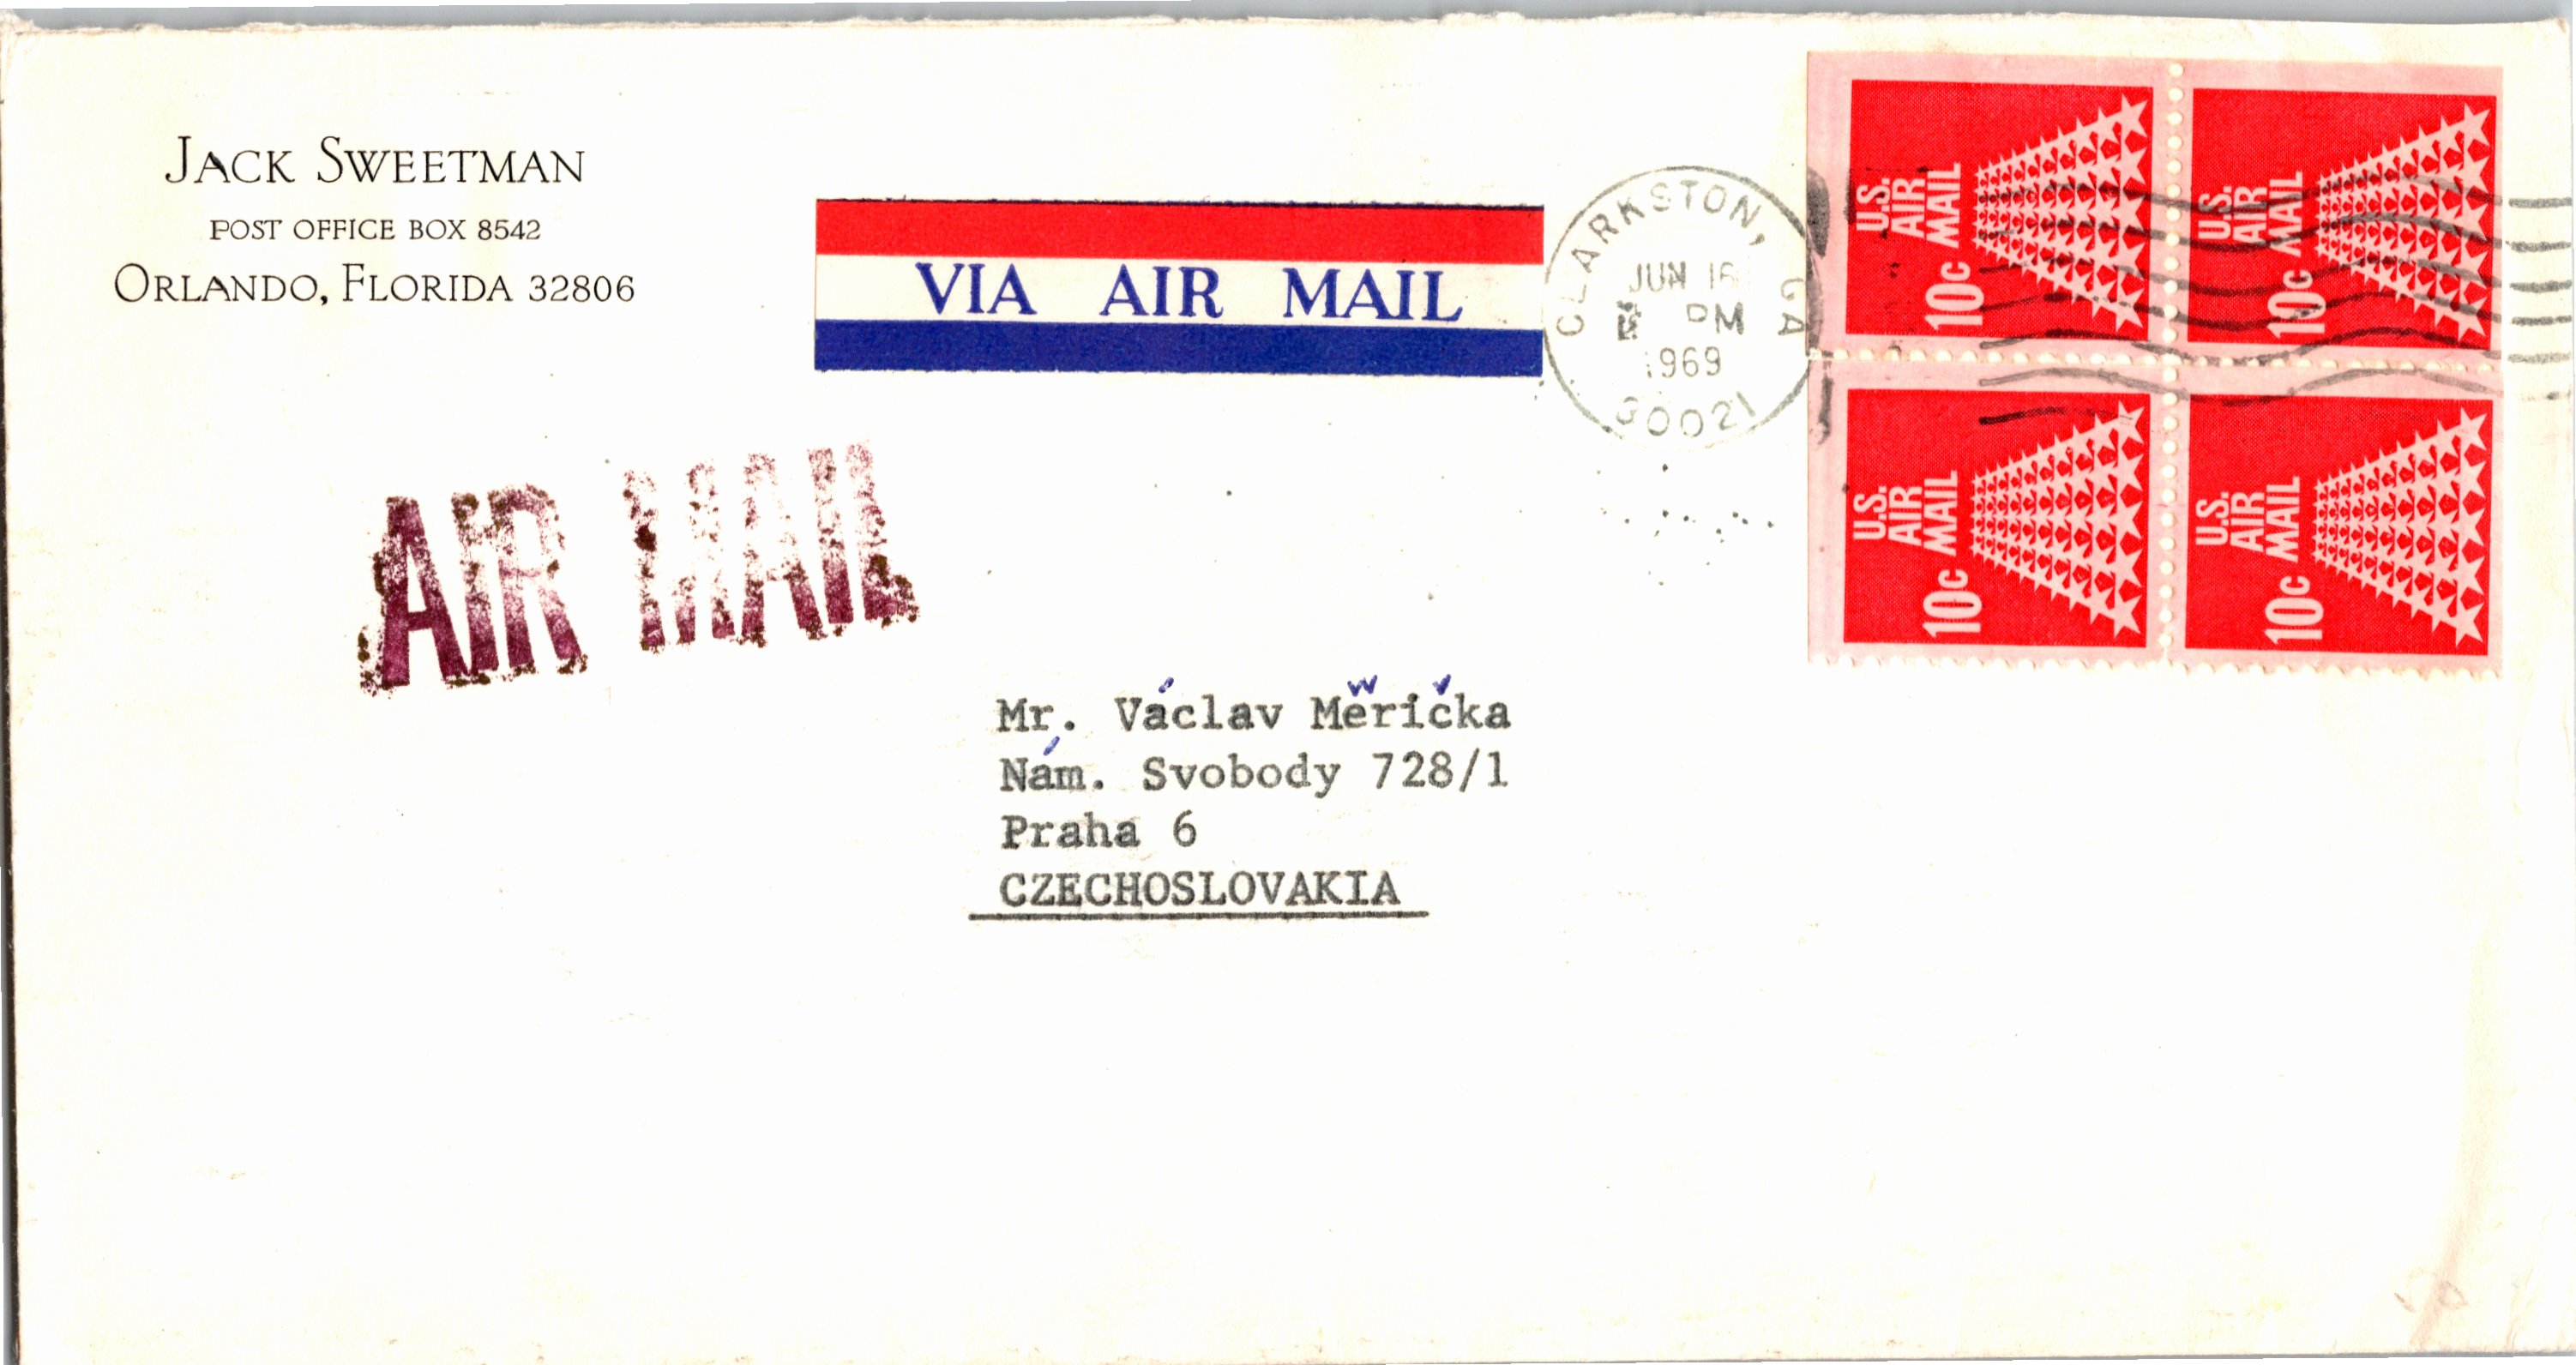 JACK SWEETMAN
POST OFFICE BOX 8542
ORLANDO, FLORIDA 32806
VIA AIR MAIL
CLARKSTON, GA
JUN 16
PM
1969
30021
U.S.
AIR
MAIL
10c
U.S.
AIR
MAIL
10c
U.S.
AIR
MAIL
10c
U.S.
AIR
MAIL
10c
AIR MAIL
Mr. Václav Měřička
Nám. Svobody 728/1
Praha 6
CZECHOSLOVAKIA